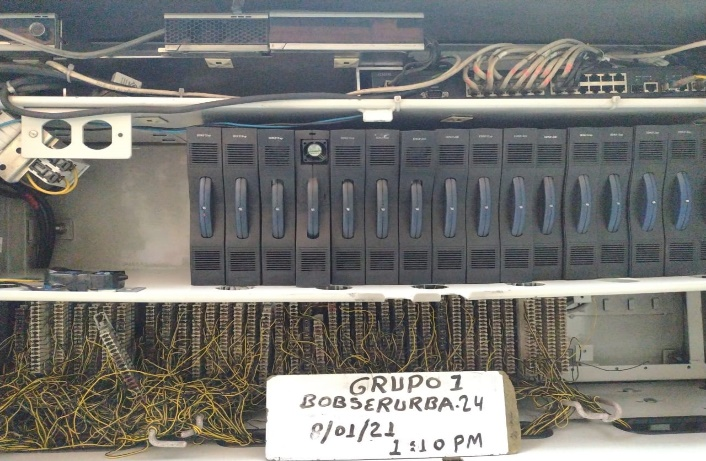 GRUPO 1
BOBSERURBA.24
8/01/21
1:10 PM